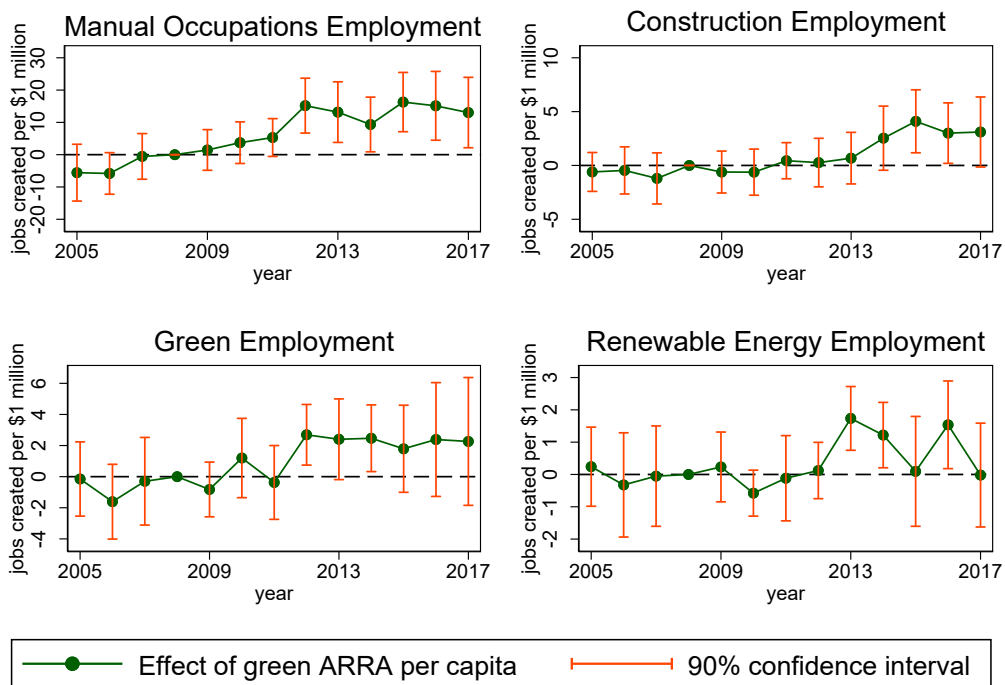 Manual Occupations Employment
jobs created per $1 million
30
20
10
0
-10
-20
2005 2009 2013 2017
year
Construction Employment
jobs created per $1 million
10
5
0
-5
2005 2009 2013 2017
year
Green Employment
jobs created per $1 million
6
4
2
0
-2
-4
2005 2009 2013 2017
year
Renewable Energy Employment
jobs created per $1 million
3
2
1
0
-1
-2
2005 2009 2013 2017
year
Effect of green ARRA per capita 90% confidence interval